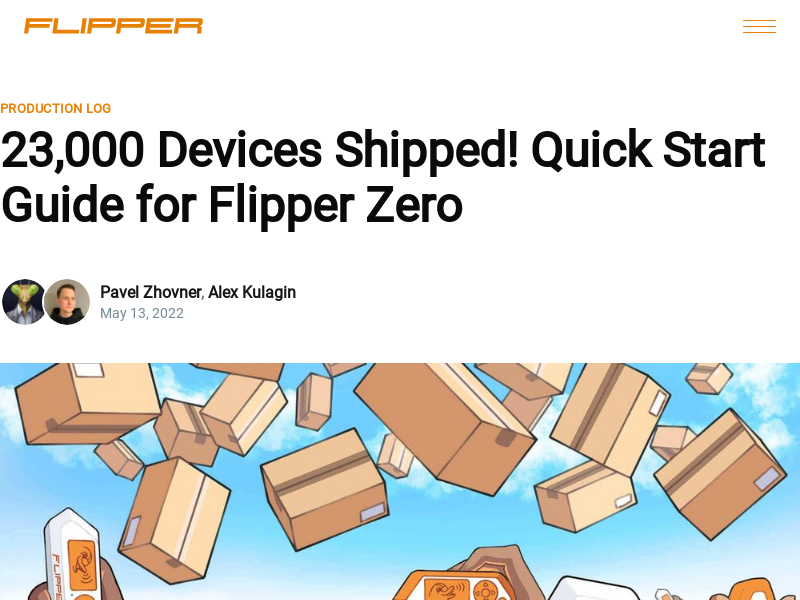 FLIPPER
PRODUCTION LOG
23,000 Devices Shipped! Quick Start
Guide for Flipper Zero
Pavel Zhovner, Alex Kulagin
May 13, 2022
FLIPPE